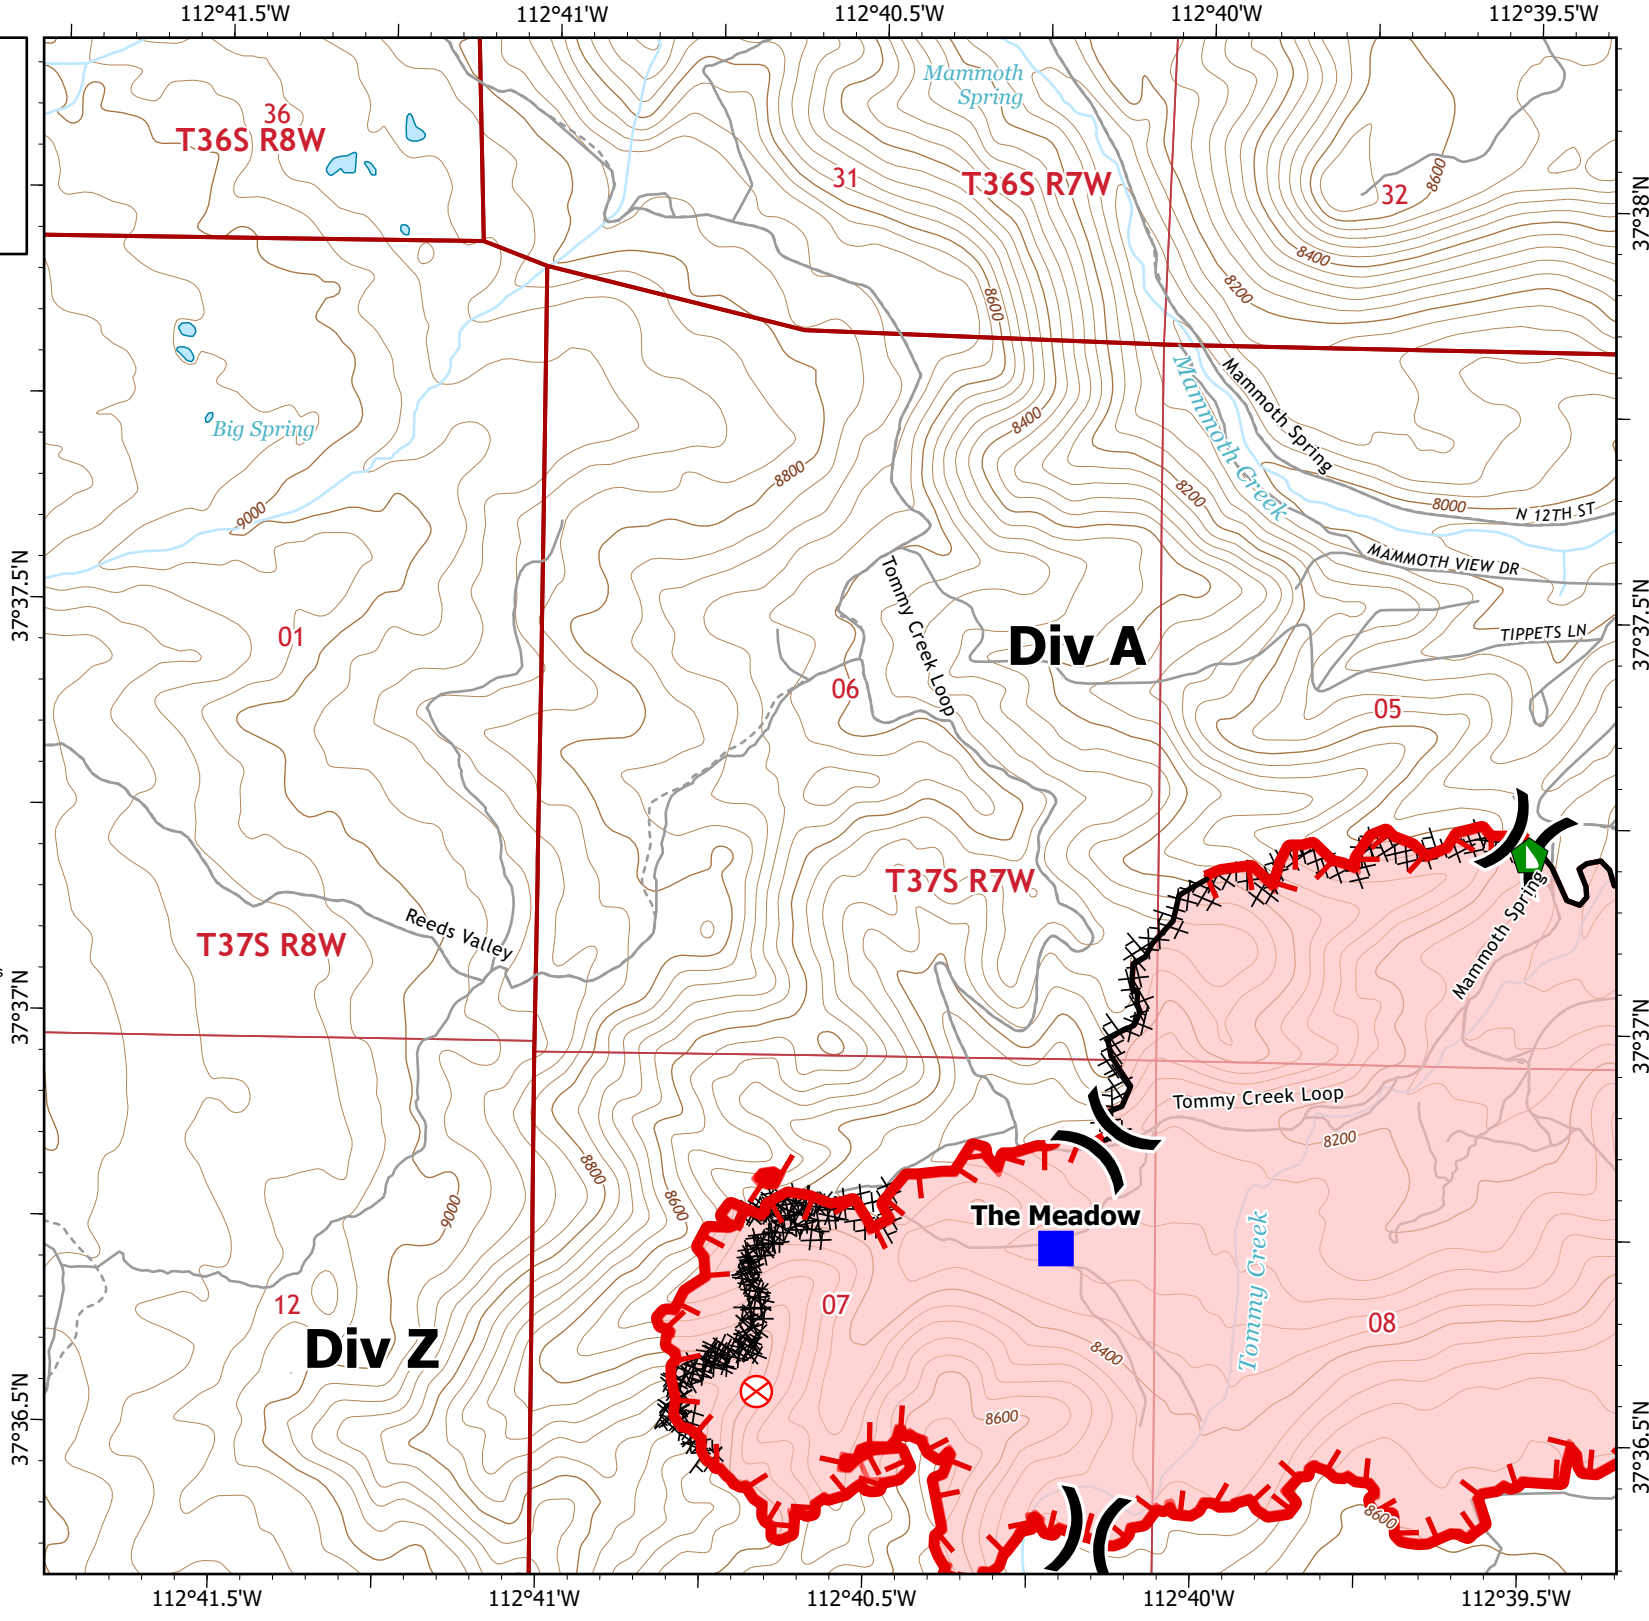 112°41.5'W
112°41'W
112°40.5'W
112°40'W
112°39.5'W
Mammoth
Spring
36
T36S R8W
31
T36S R7W
32
8600
37°38'N
8400
8200
8600
Big Spring
Mammoth Creek
Mammoth Spring
8400
8800
8200
9000
8000
N 12TH ST
MAMMOTH VIEW DR
37°37.5'N
37°37.5'N
Tommy Creek Loop
01
Div A
TIPPETS LN
06
05
T37S R7W
Reeds Valley
T37S R8W
Mammoth Spring
37°37'N
37°37'N
Tommy Creek Loop
8200
8800
8600
9000
The Meadow
Tommy Creek
12
07
08
Div Z
8400
8600
37°36.5'N
37°36.5'N
8600
112°41.5'W
112°41'W
112°40.5'W
112°40'W
112°39.5'W